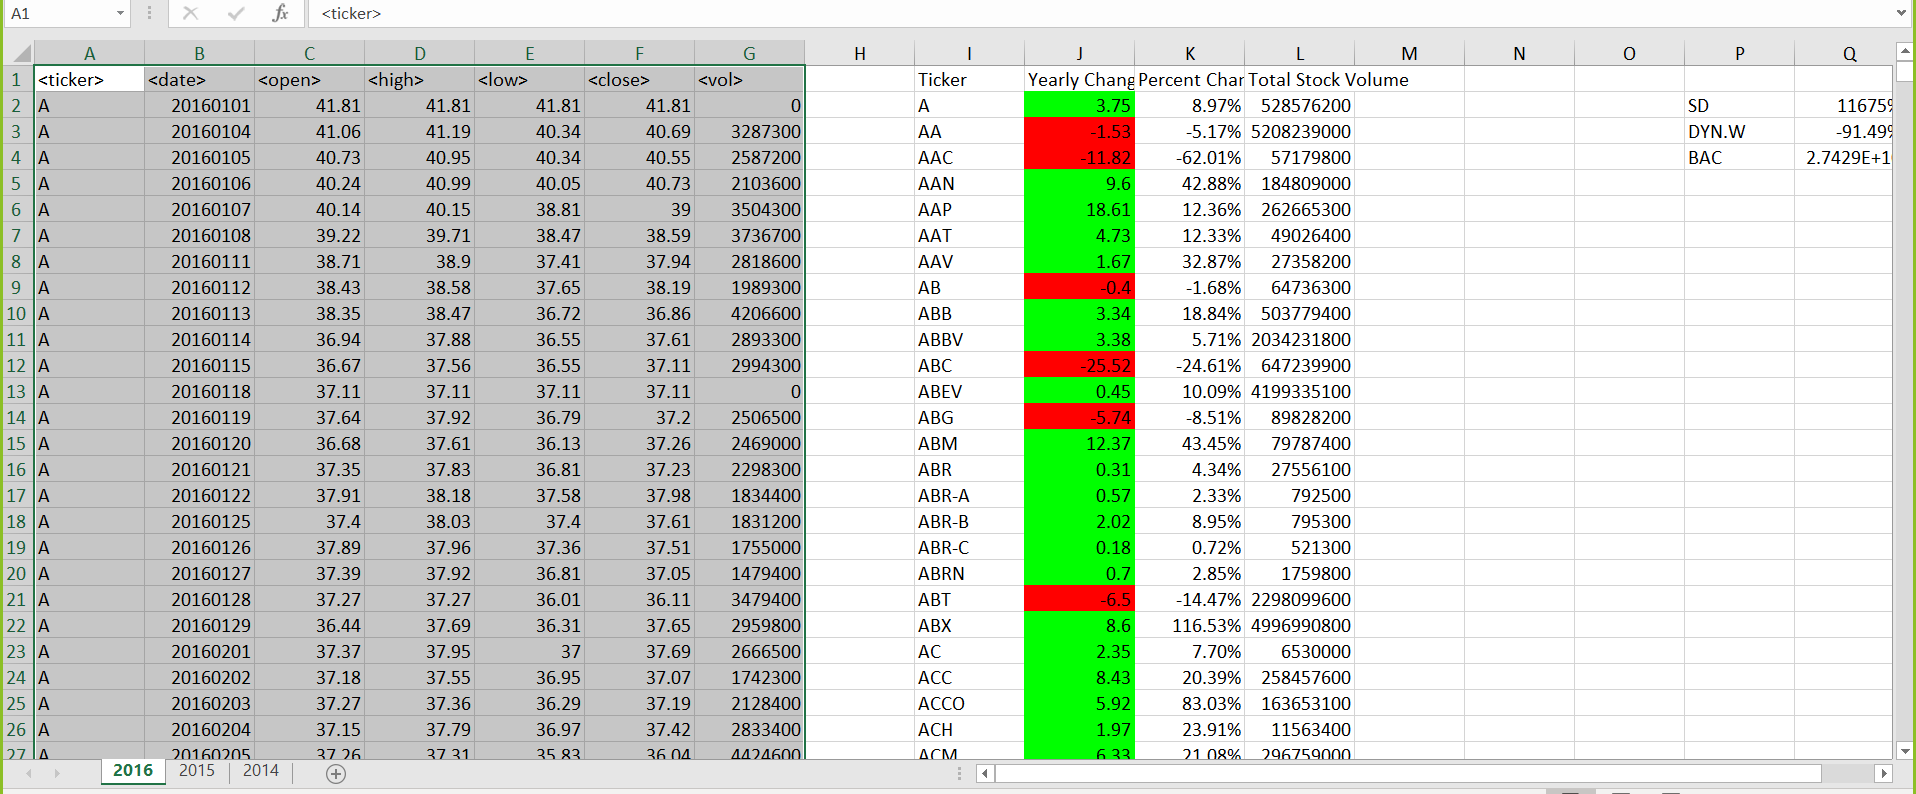 A1 fx <ticker>
A B C D E F G H I J K L M N O P Q
1 <ticker> <date> <open> <high> <low> <close> <vol> Ticker Yearly Chang Percent Char Total Stock Volume
2 A 20160101 41.81 41.81 41.81 41.81 0 A 3.75 8.97% 528576200 SD 11675%
3 A 20160104 41.06 41.19 40.34 40.69 3287300 AA -1.53 -5.17% 5208239000 DYN.W -91.49%
4 A 20160105 40.73 40.95 40.34 40.55 2587200 AAC -11.82 -62.01% 57179800 BAC 2.7429E+1
5 A 20160106 40.24 40.99 40.05 40.73 2103600 AAN 9.6 42.88% 184809000
6 A 20160107 40.14 40.15 38.81 39 3504300 AAP 18.61 12.36% 262665300
7 A 20160108 39.22 39.71 38.47 38.59 3736700 AAT 4.73 12.33% 49026400
8 A 20160111 38.71 38.9 37.41 37.94 2818600 AAV 1.67 32.87% 27358200
9 A 20160112 38.43 38.58 37.65 38.19 1989300 AB -0.4 -1.68% 64736300
10 A 20160113 38.35 38.47 36.72 36.86 4206600 ABB 3.34 18.84% 503779400
11 A 20160114 36.94 37.88 36.55 37.61 2893300 ABBV 3.38 5.71% 2034231800
12 A 20160115 36.67 37.56 36.55 37.11 2994300 ABC -25.52 -24.61% 647239900
13 A 20160118 37.11 37.11 37.11 37.11 0 ABEV 0.45 10.09% 4199335100
14 A 20160119 37.64 37.92 36.79 37.2 2506500 ABG -5.74 -8.51% 89828200
15 A 20160120 36.68 37.61 36.13 37.26 2469000 ABM 12.37 43.45% 79787400
16 A 20160121 37.35 37.83 36.81 37.23 2298300 ABR 0.31 4.34% 27556100
17 A 20160122 37.91 38.18 37.58 37.98 1834400 ABR-A 0.57 2.33% 792500
18 A 20160125 37.4 38.03 37.4 37.61 1831200 ABR-B 2.02 8.95% 795300
19 A 20160126 37.89 37.96 37.36 37.51 1755000 ABR-C 0.18 0.72% 521300
20 A 20160127 37.39 37.92 36.81 37.05 1479400 ABRN 0.7 2.85% 1759800
21 A 20160128 37.27 37.27 36.01 36.11 3479400 ABT -6.5 -14.47% 2298099600
22 A 20160129 36.44 37.69 36.31 37.65 2959800 ABX 8.6 116.53% 4996990800
23 A 20160201 37.37 37.95 37 37.69 2666500 AC 2.35 7.70% 6530000
24 A 20160202 37.18 37.55 36.95 37.07 1742300 ACC 8.43 20.39% 258457600
25 A 20160203 37.27 37.36 36.29 37.19 2128400 ACCO 5.92 83.03% 163653100
26 A 20160204 37.15 37.79 36.97 37.42 2833400 ACH 1.97 23.91% 11563400
27 A 20160205 37.26 37.31 35.83 36.04 4424600 ACM 6.33 21.08% 296759000
2016 2015 2014